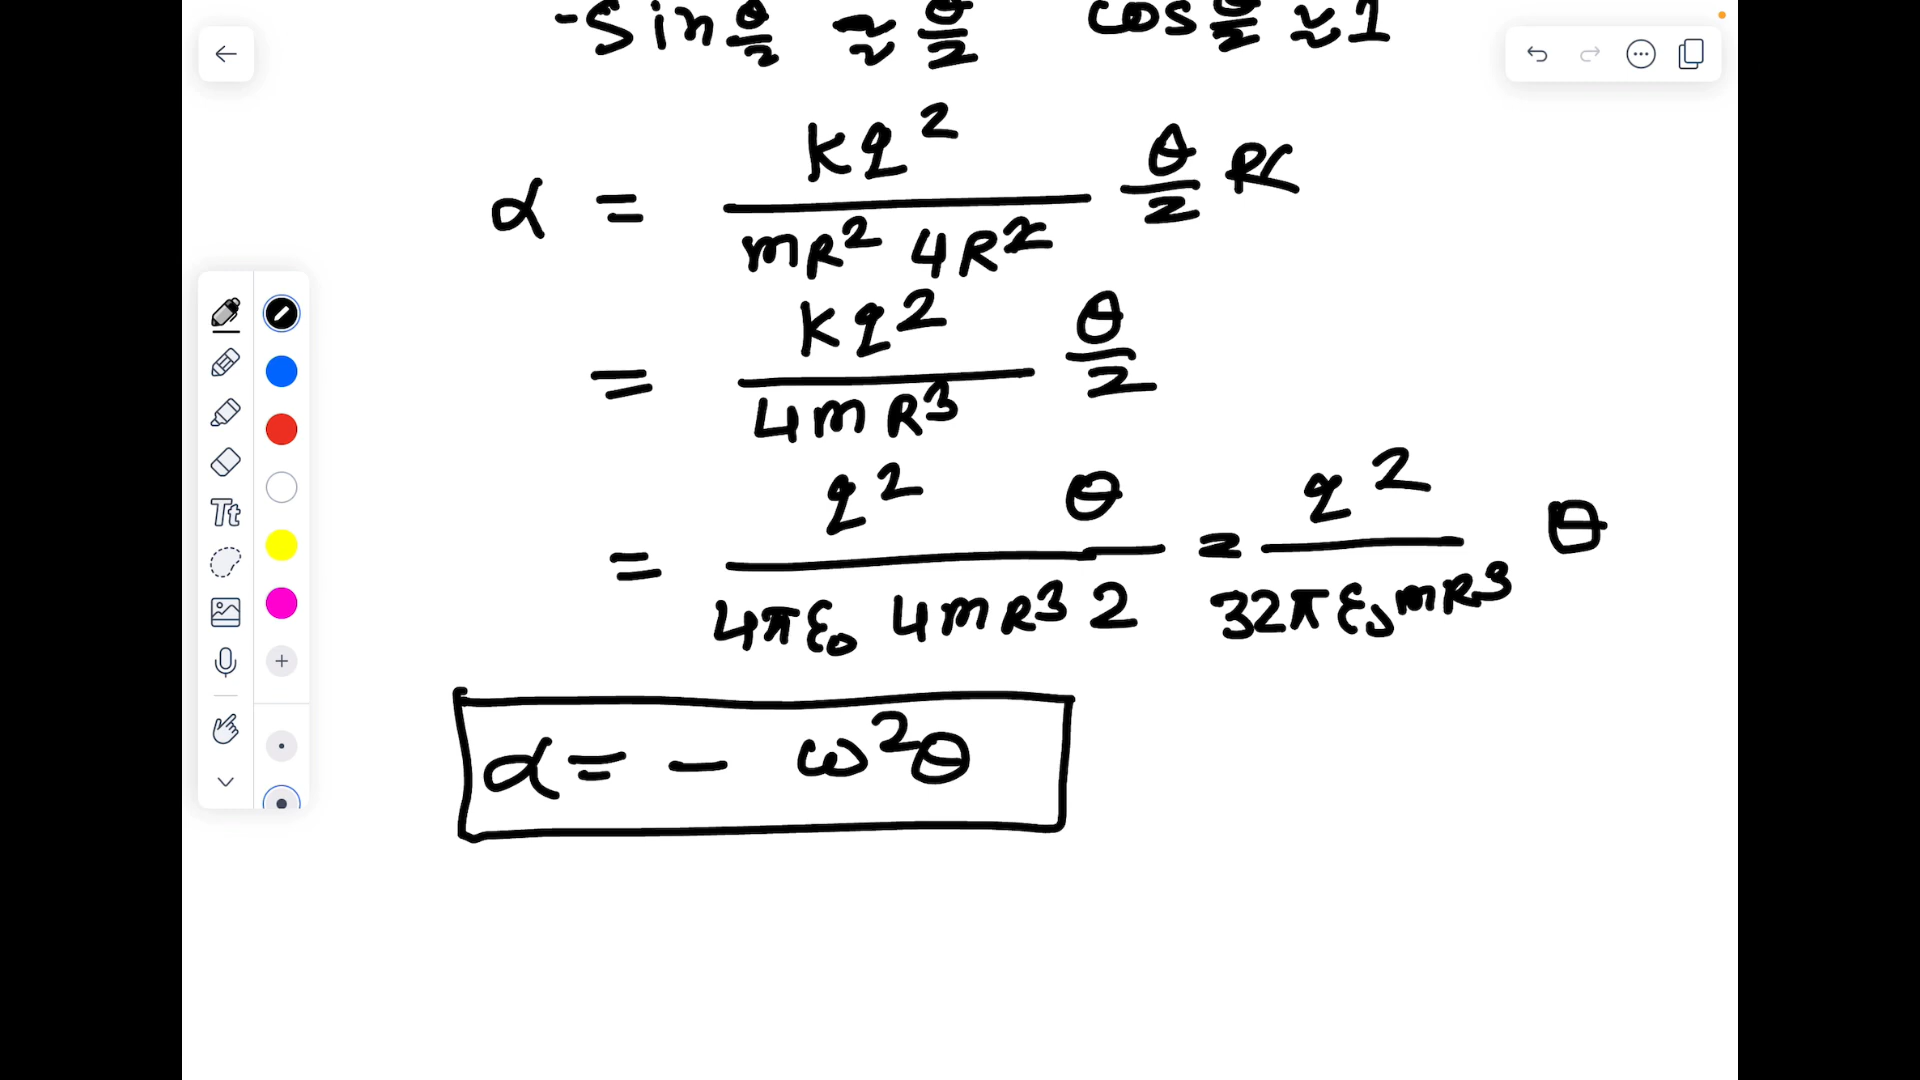 -Sin θ/2 ≈ θ/2 cos θ/2 ≈ 1
α = kq² / mR² 4R² θ/2 R
= kq² / 4mR³ θ/2
= q² θ / 4πε₀ 4mR³ 2 = q² / 32πε₀mR³ θ
α = - ω²θ
Tt